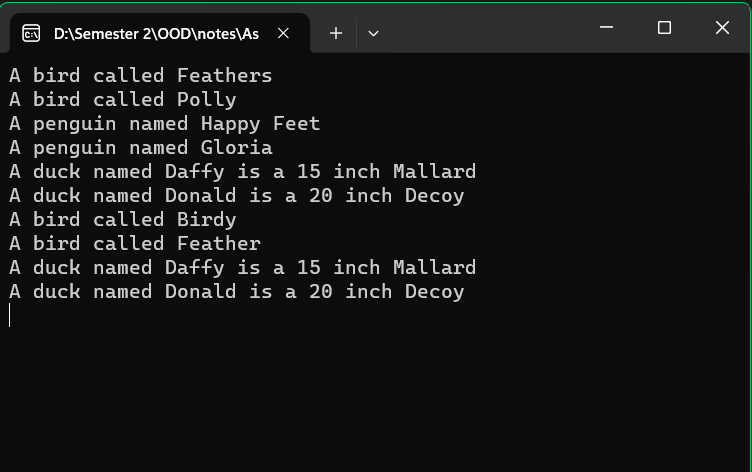 D:\Semester 2\OOD\notes\As
A bird called Feathers
A bird called Polly
A penguin named Happy Feet
A penguin named Gloria
A duck named Daffy is a 15 inch Mallard
A duck named Donald is a 20 inch Decoy
A bird called Birdy
A bird called Feather
A duck named Daffy is a 15 inch Mallard
A duck named Donald is a 20 inch Decoy